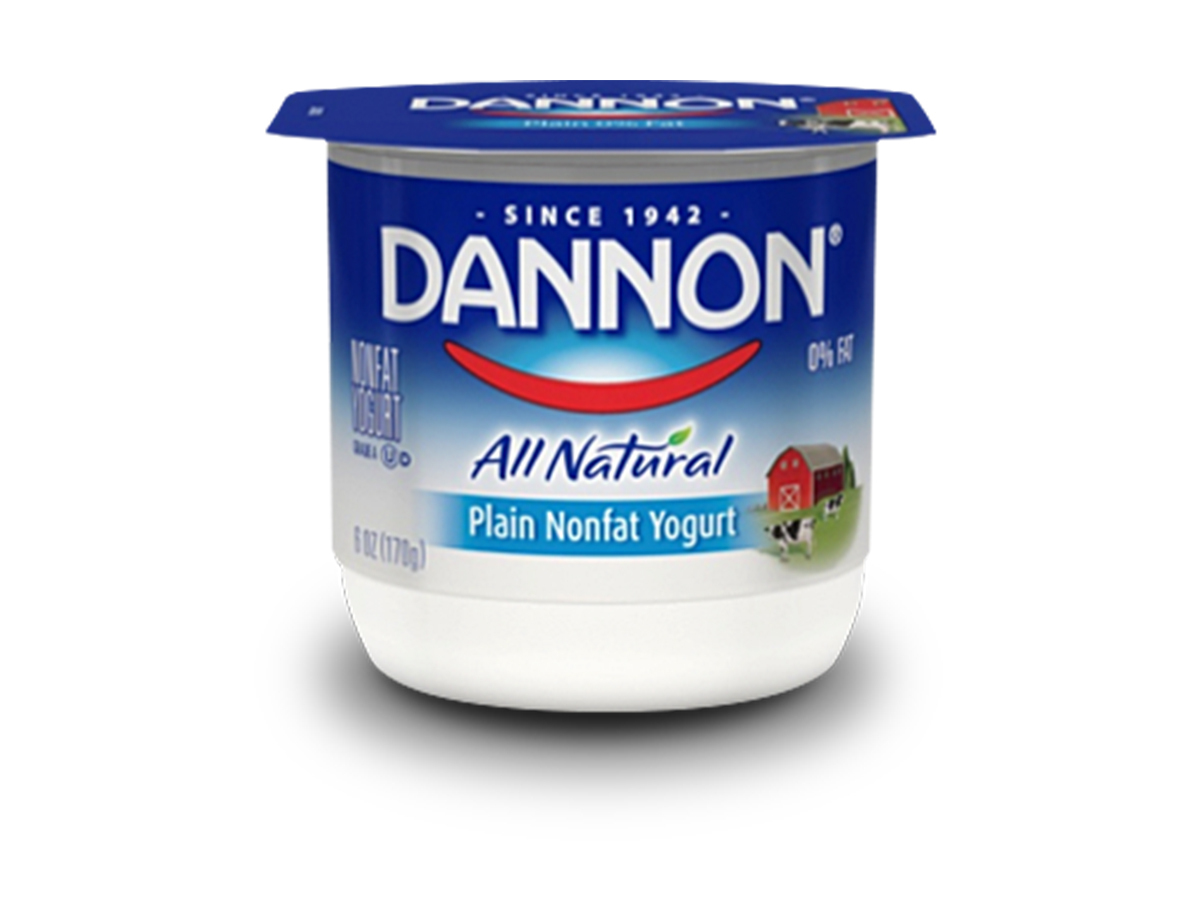 DANNON®
Plain 0% Fat
- SINCE 1942 -
DANNON®
0% FAT
NONFAT
YOGURT
GRADE A U D
All Natural
Plain Nonfat Yogurt
6 OZ (170g)